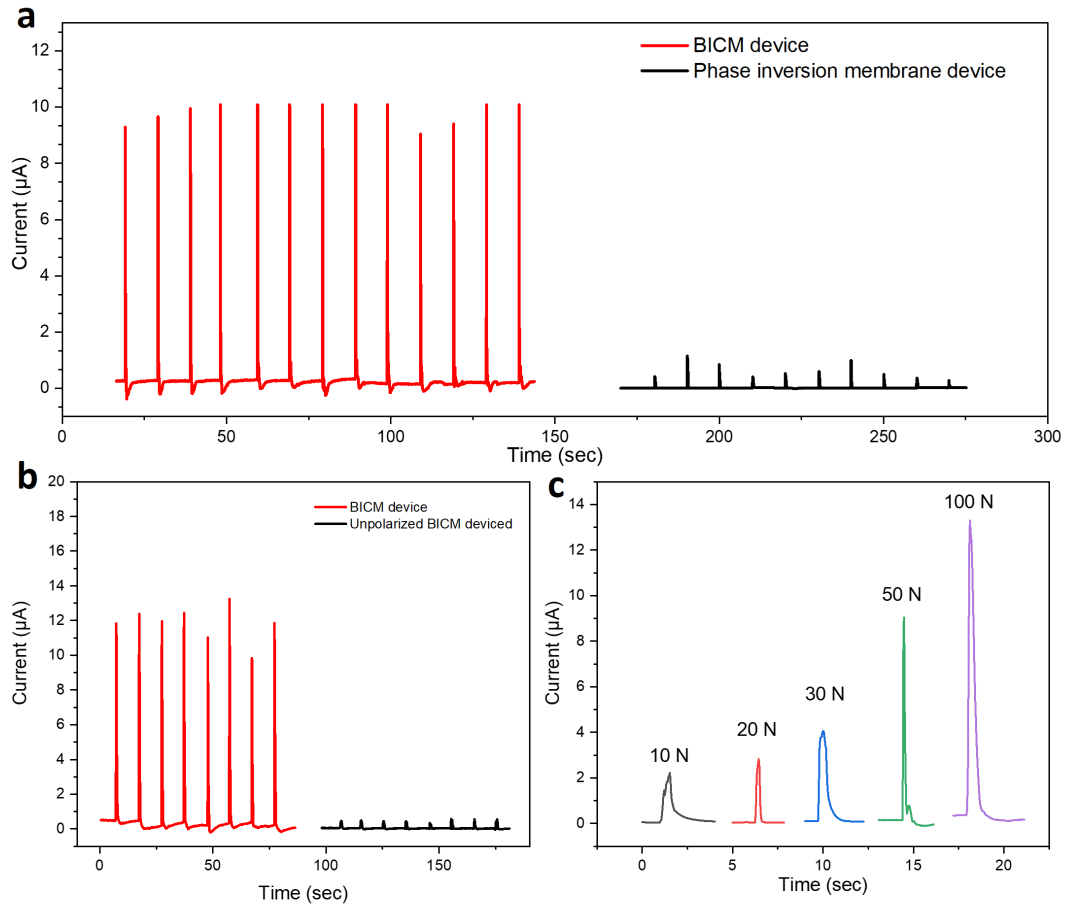 a
BICM device
Phase inversion membrane device
Current (µA)
12
10
8
6
4
2
0
0 50 100 150 200 250 300
Time (sec)
b
BICM device
Unpolarized BICM deviced
Current (µA)
20
18
16
14
12
10
8
6
4
2
0
0 50 100 150
Time (sec)
c
10 N
20 N
30 N
50 N
100 N
Current (µA)
14
12
10
8
6
4
2
0
0 5 10 15 20
Time (sec)